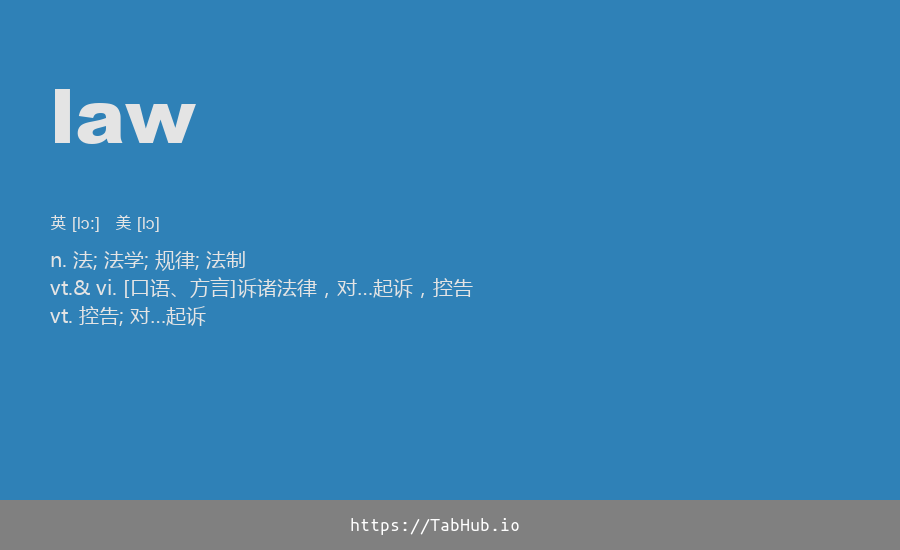 law
英 [lɔː] 美 [lɔ]
n. 法; 法学; 规律; 法制
vt.& vi. [口语、方言]诉诸法律，对…起诉，控告
vt. 控告; 对…起诉
https://TabHub.io